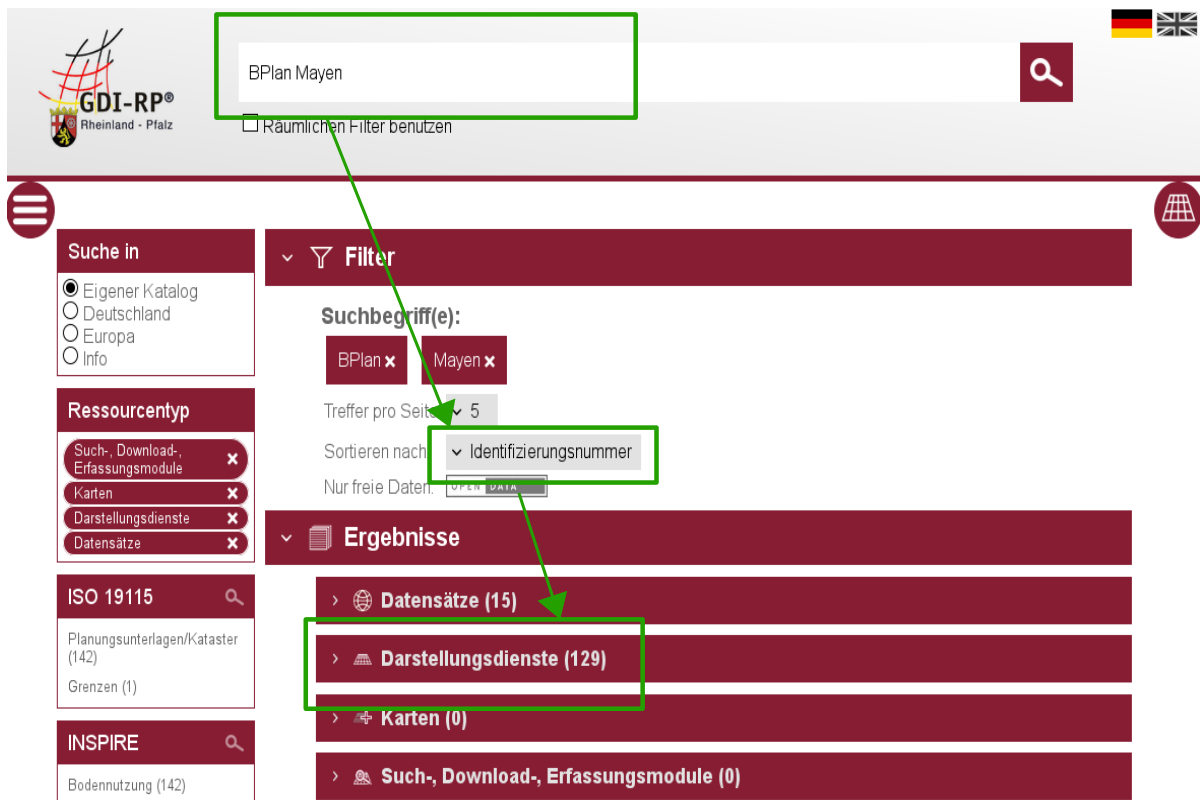 BPlan Mayen
GDI-RP®
Rheinland - Pfalz
Räumlichen Filter benutzen
Suche in
Eigener Katalog
Deutschland
Europa
Info
Ressourcentyp
Such-, Download-,
Erfassungsmodule
Karten
Darstellungsdienste
Datensätze
ISO 19115
Planungsunterlagen/Kataster
(142)
Grenzen (1)
INSPIRE
Bodennutzung (142)
Filter
Suchbegriff(e):
BPlan
Mayen
Treffer pro Seite
5
Sortieren nach
Identifizierungsnummer
Nur freie Daten:
OPEN DATA
Ergebnisse
Datensätze (15)
Darstellungsdienste (129)
Karten (0)
Such-, Download-, Erfassungsmodule (0)